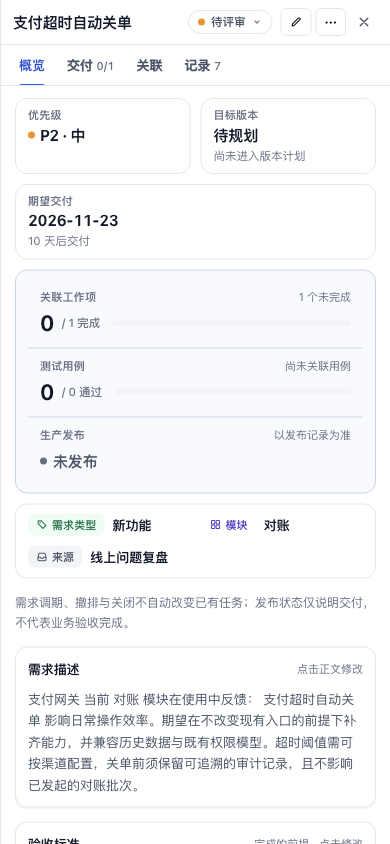 支付超时自动关单
待评审
概览 交付 0/1 关联 记录 7
优先级
P2 · 中
目标版本
待规划
尚未进入版本计划
期望交付
2026-11-23
10 天后交付
关联工作项 1 个未完成
0 / 1 完成
测试用例 尚未关联用例
0 / 0 通过
生产发布 以发布记录为准
未发布
需求类型 新功能 模块 对账
来源 线上问题复盘
需求调期、撤排与关闭不自动改变已有任务；发布状态仅说明交付，
不代表业务验收完成。
需求描述 点击正文修改
支付网关 当前 对账 模块在使用中反馈： 支付超时自动关
单 影响日常操作效率。期望在不改变现有入口的前提下补
齐能力，并兼容历史数据与既有权限模型。超时阈值需可
按渠道配置，关单前须保留可追溯的审计记录，且不影响
已发起的对账批次。
验收标准 完成的前提，点击修改